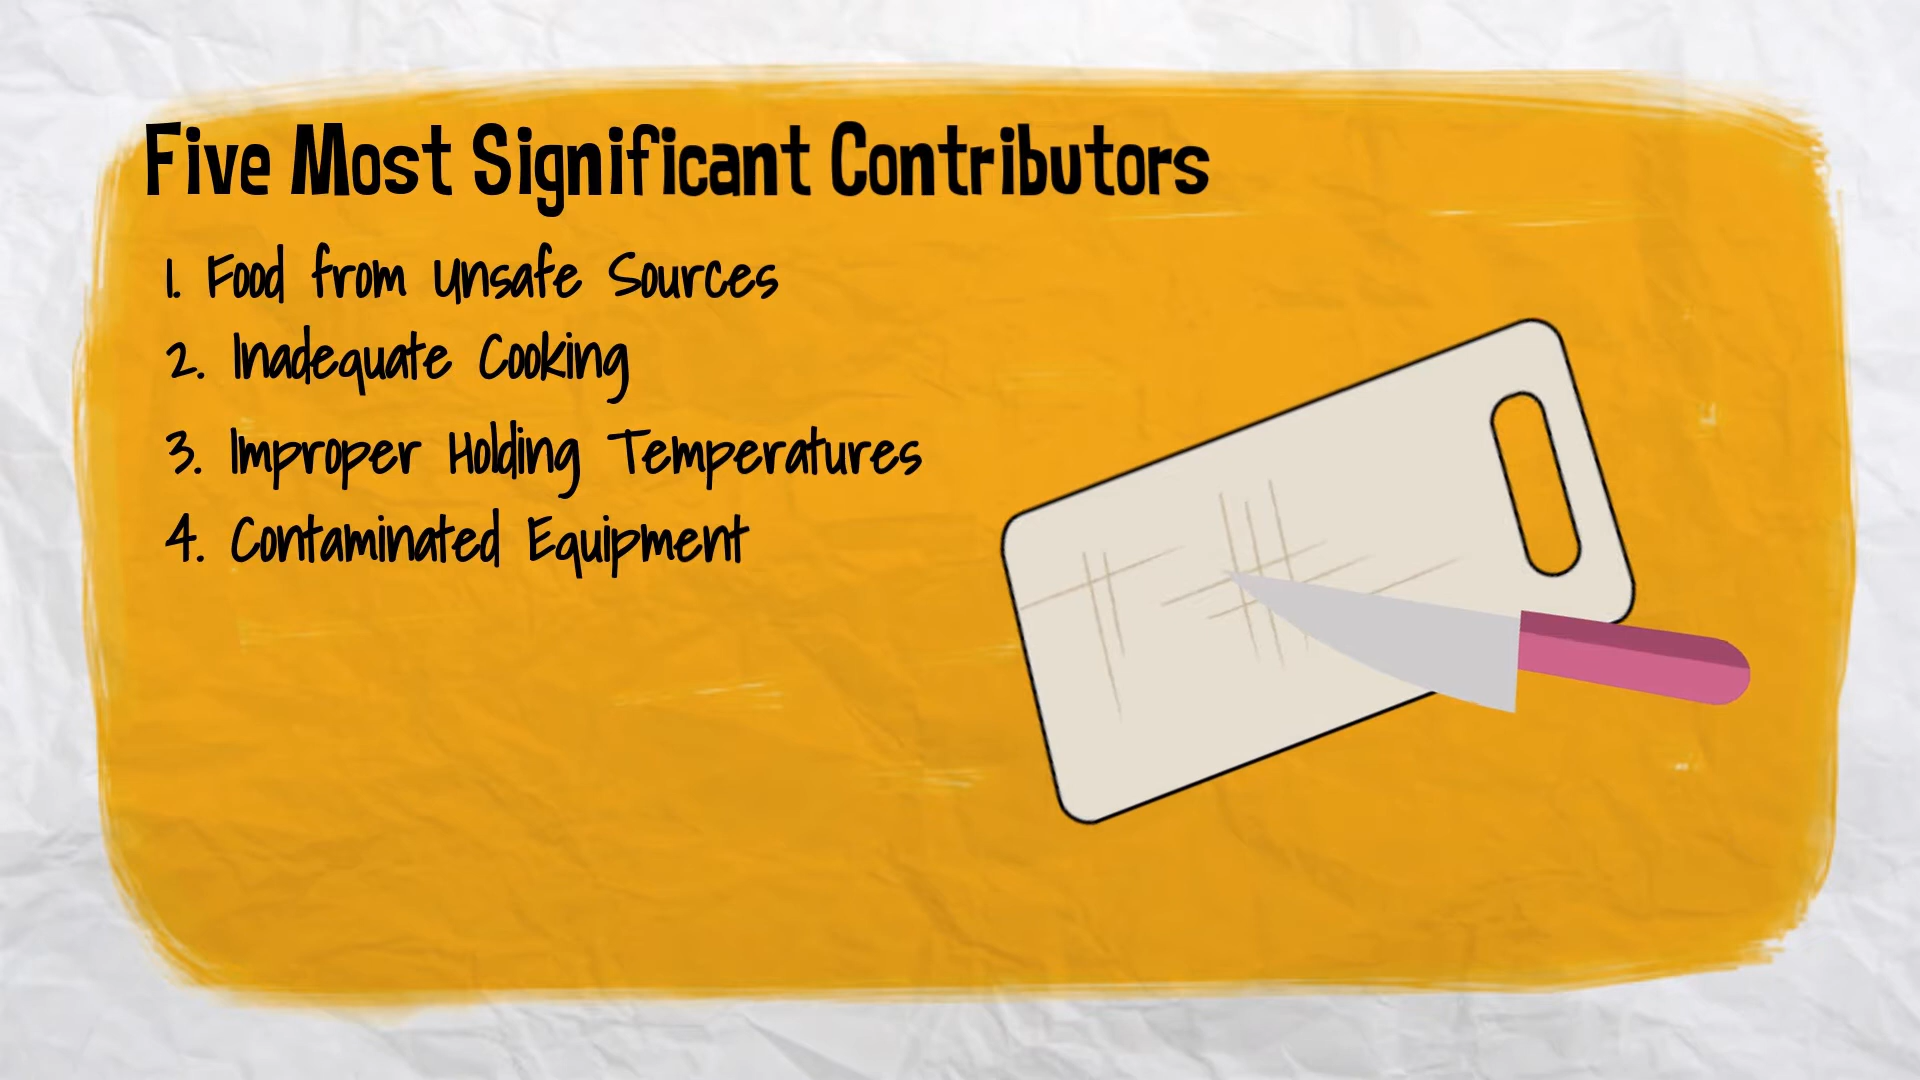 Five Most Significant Contributors
1. Food from Unsafe Sources
2. Inadequate Cooking
3. Improper Holding Temperatures
4. Contaminated Equipment